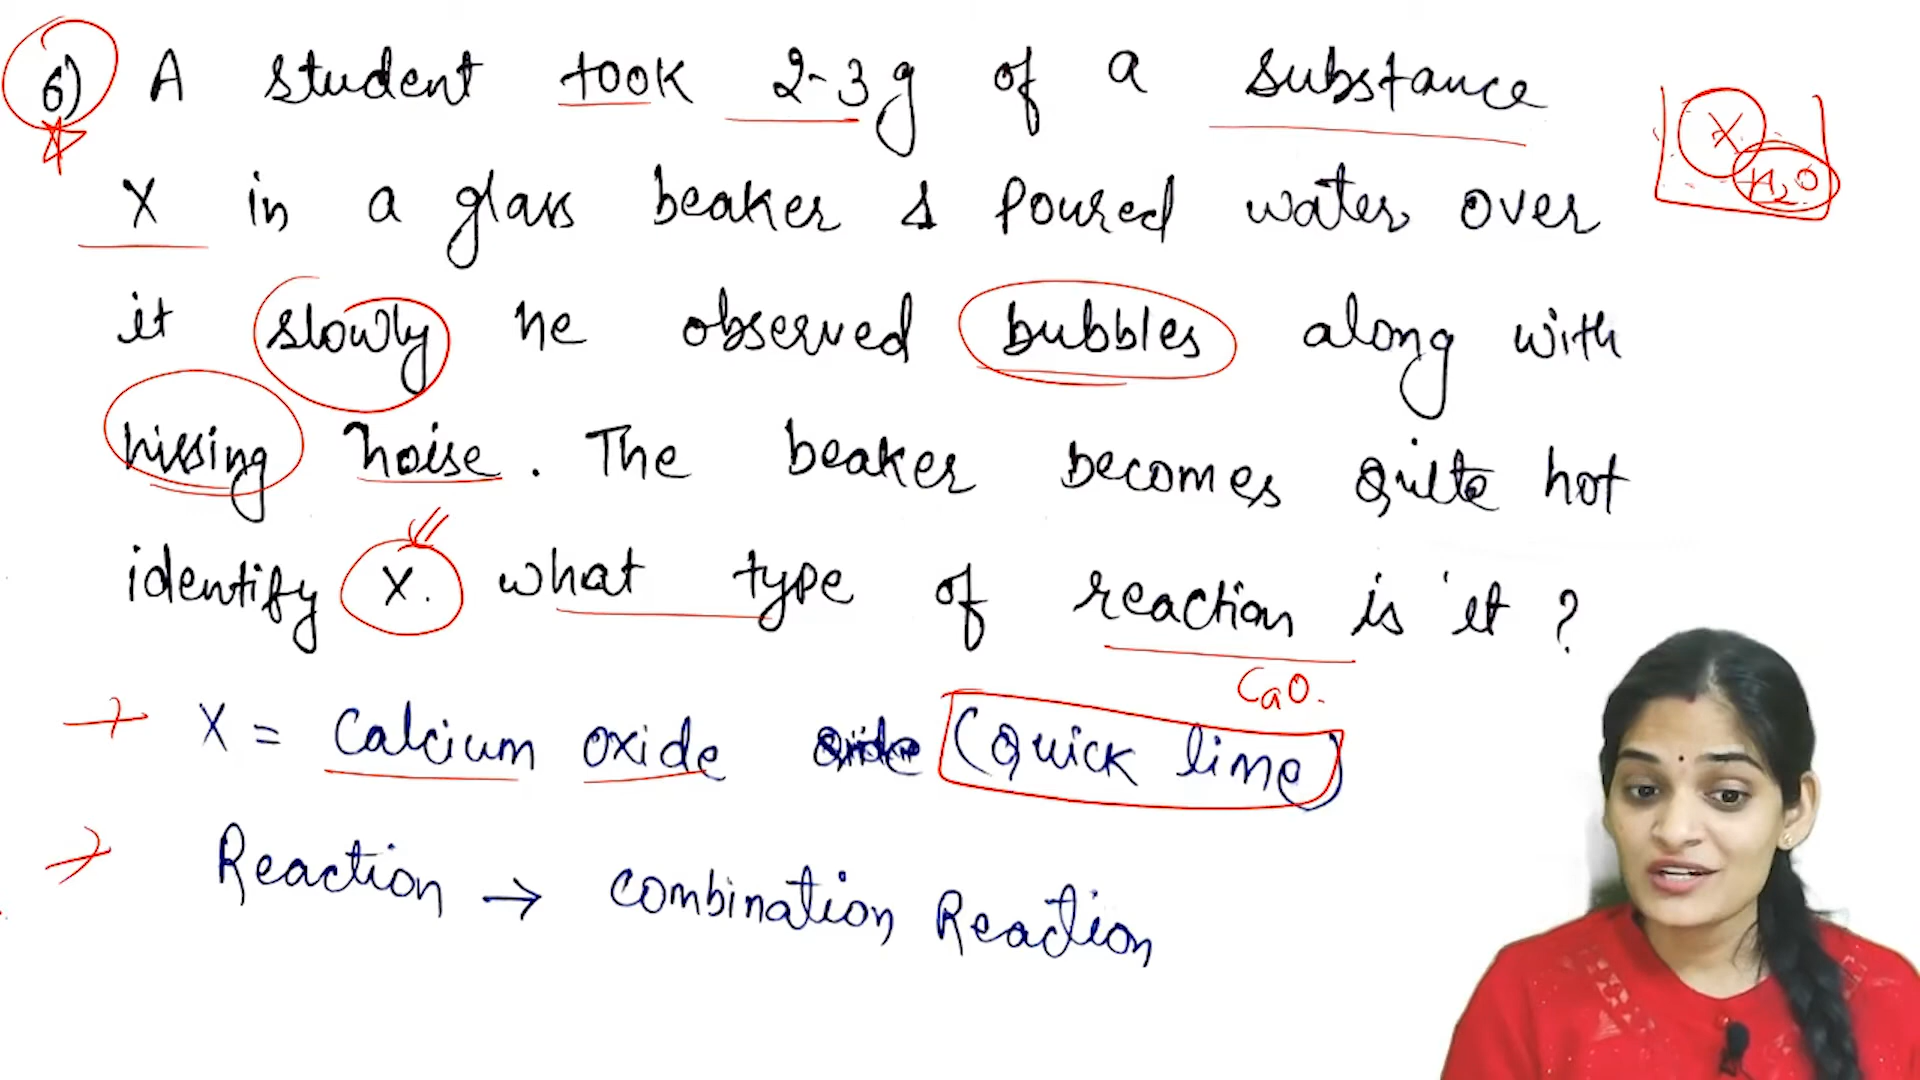 6) A student took 2-3g of a substance
X in a glass beaker & Poured water over
it slowly he observed bubbles along with
hissing noise. The beaker becomes quite hot
identify X. what type of reaction is it?
X
H2O
CaO.
X = Calcium oxide (Quick lime)
Reaction → combination Reaction